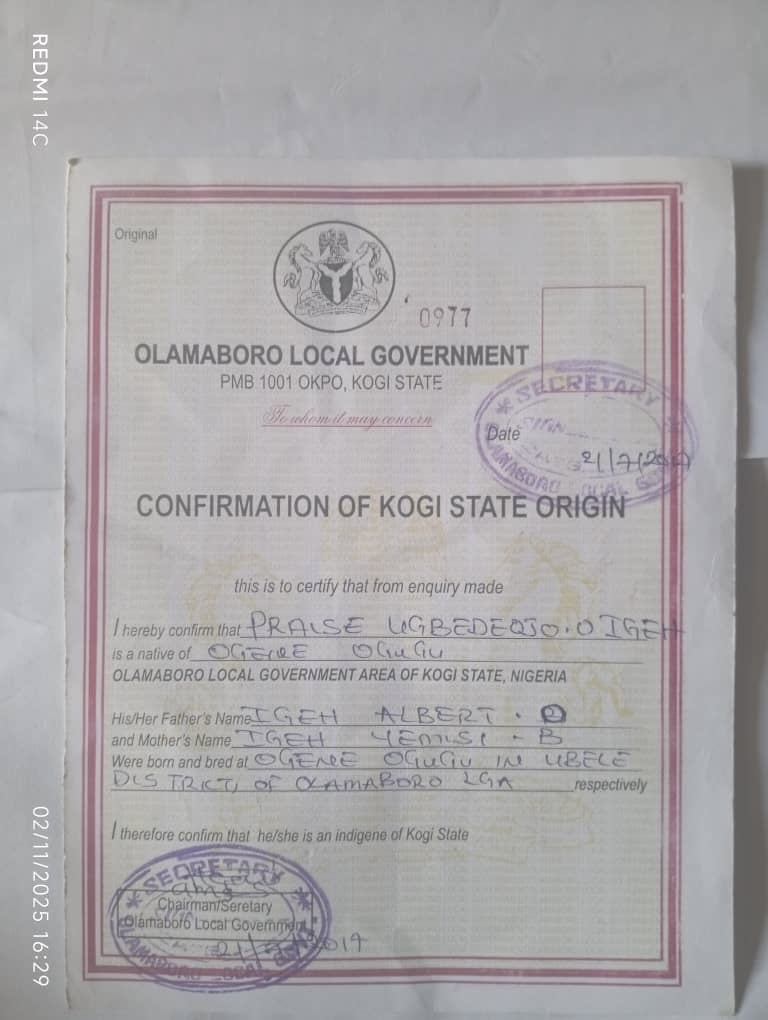 REDMI 14C
Original
0977
OLAMABORO LOCAL GOVERNMENT
PMB 1001 OKPO, KOGI STATE
To whom it may concern
SECRETARY
Date
21/7/20
OLAMABORO LOCAL GOVT
CONFIRMATION OF KOGI STATE ORIGIN
this is to certify that from enquiry made
I hereby confirm that PRAISE UGBEDEOJO.O IGEH
is a native of OGENE OGUGU
OLAMABORO LOCAL GOVERNMENT AREA OF KOGI STATE, NIGERIA
His/Her Father's Name IGEH ALBERT . O
and Mother's Name IGEH YEMISI - B
Were born and bred at OGENE OGUGU IN UBELE
DISTRICT, OF OLAMABORO LGA respectively
I therefore confirm that he/she is an indigene of Kogi State
SECRETARY
Chairman/Seretary
Olamaboro Local Government
2019
02/11/2025 16:29